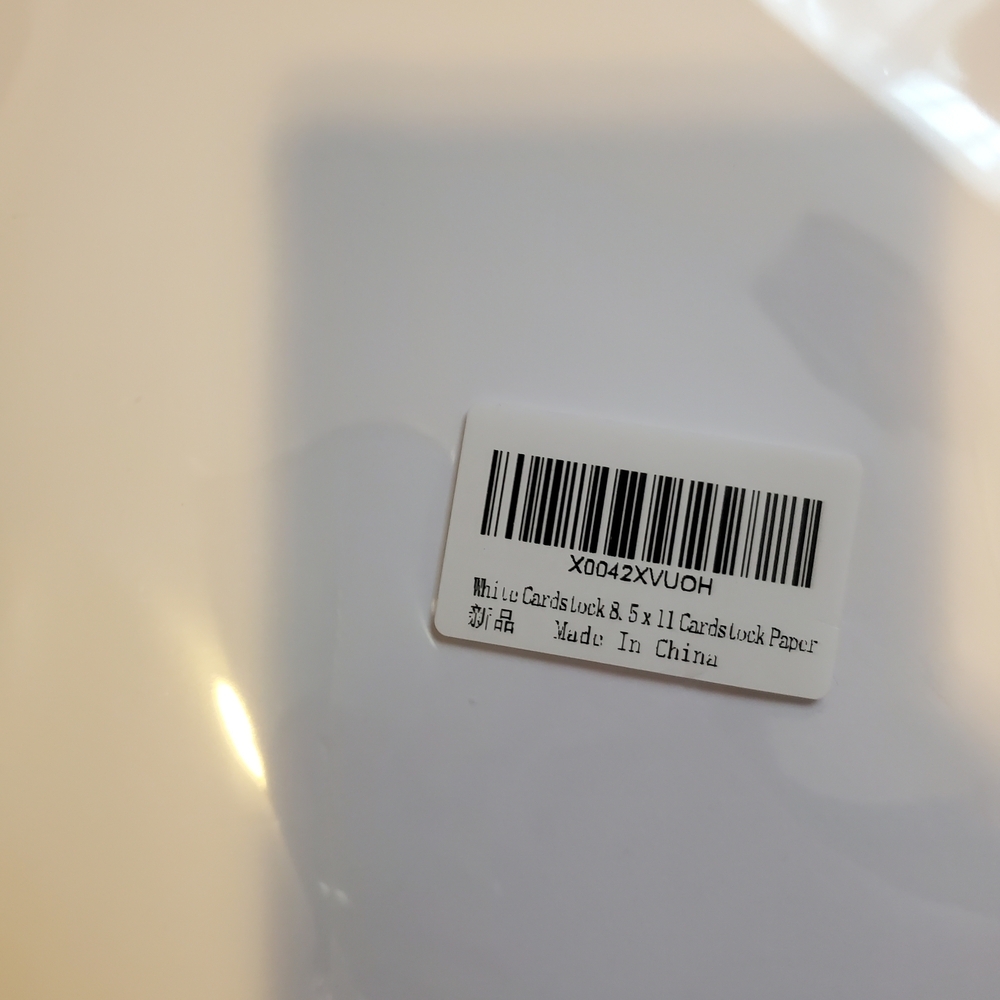 X0042XVUOH
White Cardstock 8.5 x 11 Cardstock Paper
新品 Made In China